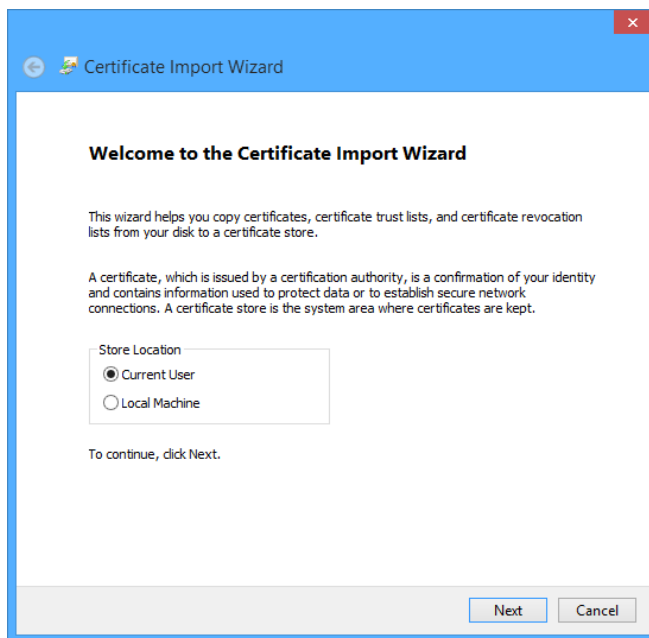 Certificate Import Wizard
Welcome to the Certificate Import Wizard
This wizard helps you copy certificates, certificate trust lists, and certificate revocation
lists from your disk to a certificate store.
A certificate, which is issued by a certification authority, is a confirmation of your identity
and contains information used to protect data or to establish secure network
connections. A certificate store is the system area where certificates are kept.
Store Location
Current User
Local Machine
To continue, click Next.
Next Cancel